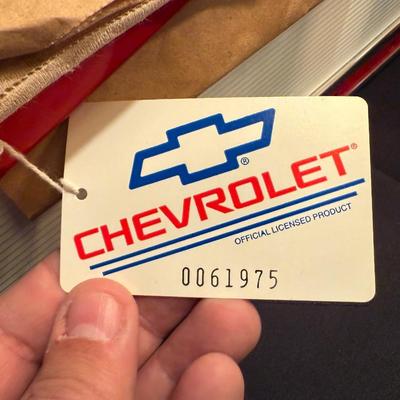 ®
CHEVROLET®
OFFICIAL LICENSED PRODUCT
0061975